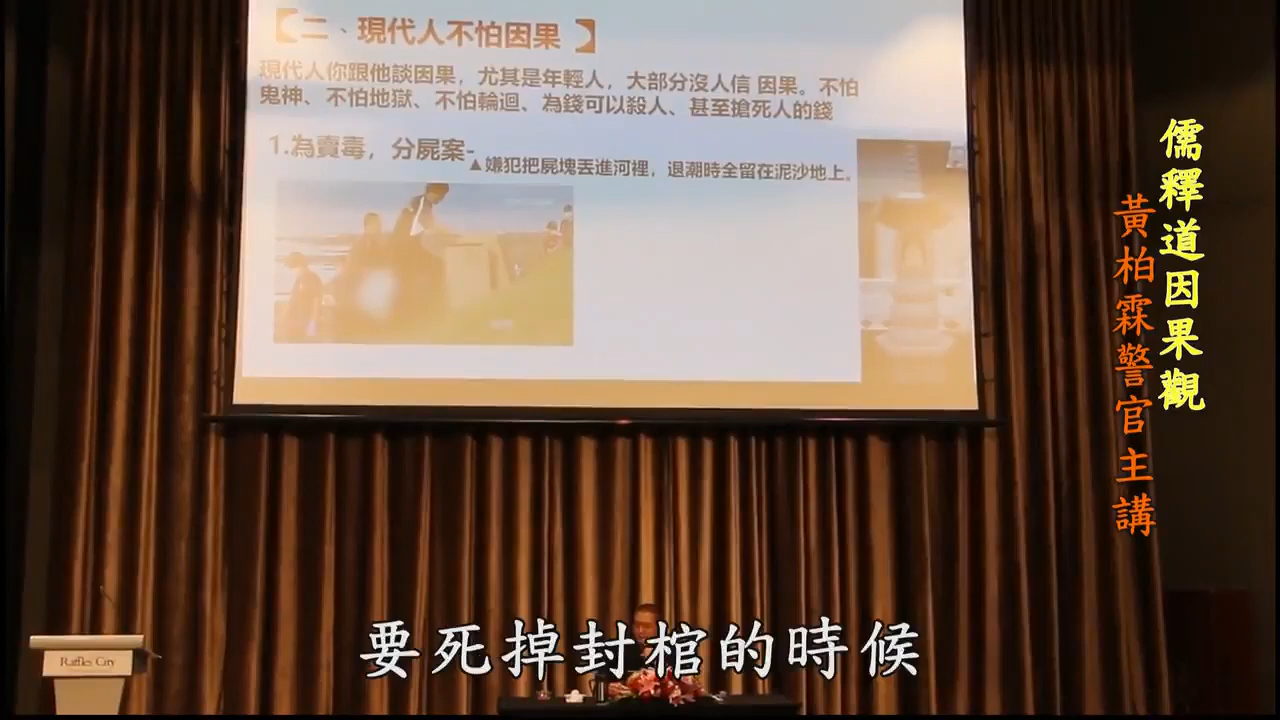 【二、現代人不怕因果】
現代人你跟他談因果，尤其是年輕人，大部分沒人信 因果。不怕
鬼神、不怕地獄、不怕輪迴、為錢可以殺人、甚至搶死人的錢
1.為賣毒，分屍案-
▲嫌犯把屍塊丟進河裡，退潮時全留在泥沙地上。
儒釋道因果觀
黃柏霖警官主講
Raffles City
要死掉封棺的時候